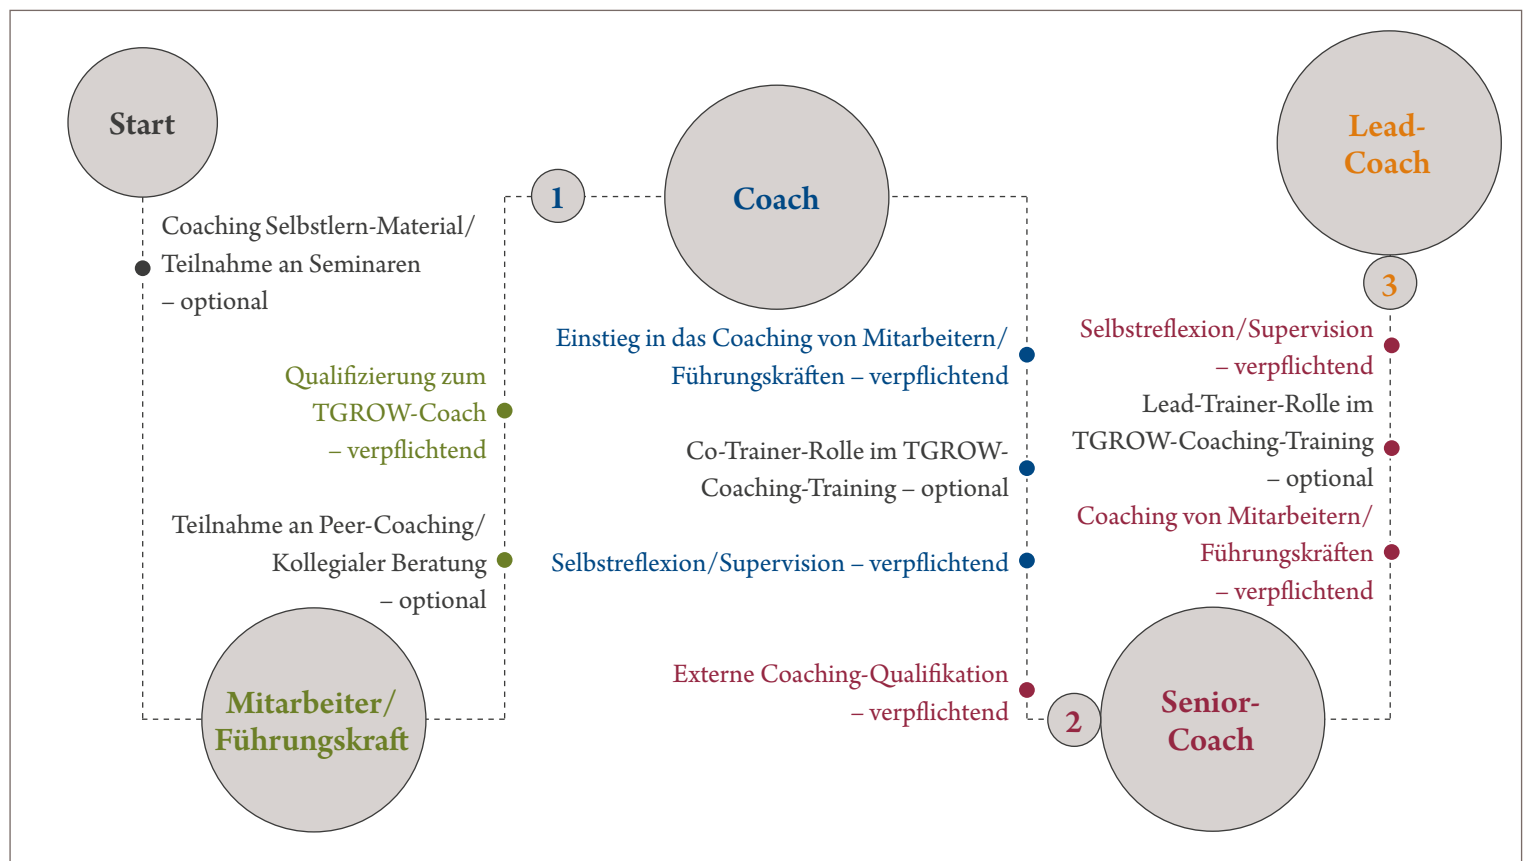 Start
Coaching Selbstlern-Material/
Teilnahme an Seminaren
– optional
Mitarbeiter/
Führungskraft
Qualifizierung zum
TGROW-Coach
– verpflichtend
Teilnahme an Peer-Coaching/
Kollegialer Beratung
– optional
1
Coach
Einstieg in das Coaching von Mitarbeitern/
Führungskräften – verpflichtend
Co-Trainer-Rolle im TGROW-
Coaching-Training – optional
Selbstreflexion/Supervision – verpflichtend
Externe Coaching-Qualifikation
– verpflichtend
2
Senior-
Coach
Lead-
Coach
3
Selbstreflexion/Supervision
– verpflichtend
Lead-Trainer-Rolle im
TGROW-Coaching-Training
– optional
Coaching von Mitarbeitern/
Führungskräften
– verpflichtend